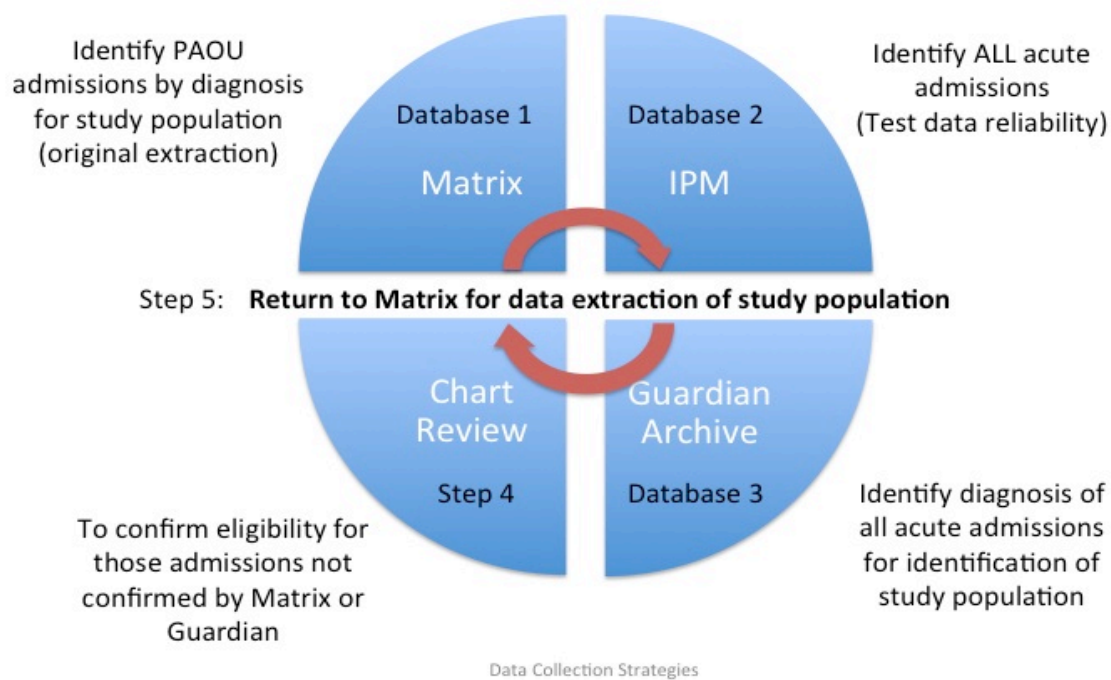 Identify PAOU
admissions by diagnosis
for study population
(original extraction)
Database 1
Matrix
Database 2
IPM
Identify ALL acute
admissions
(Test data reliability)
Step 5: Return to Matrix for data extraction of study population
Chart
Review
Step 4
Guardian
Archive
Database 3
To confirm eligibility for
those admissions not
confirmed by Matrix or
Guardian
Identify diagnosis of
all acute admissions
for identification of
study population
Data Collection Strategies